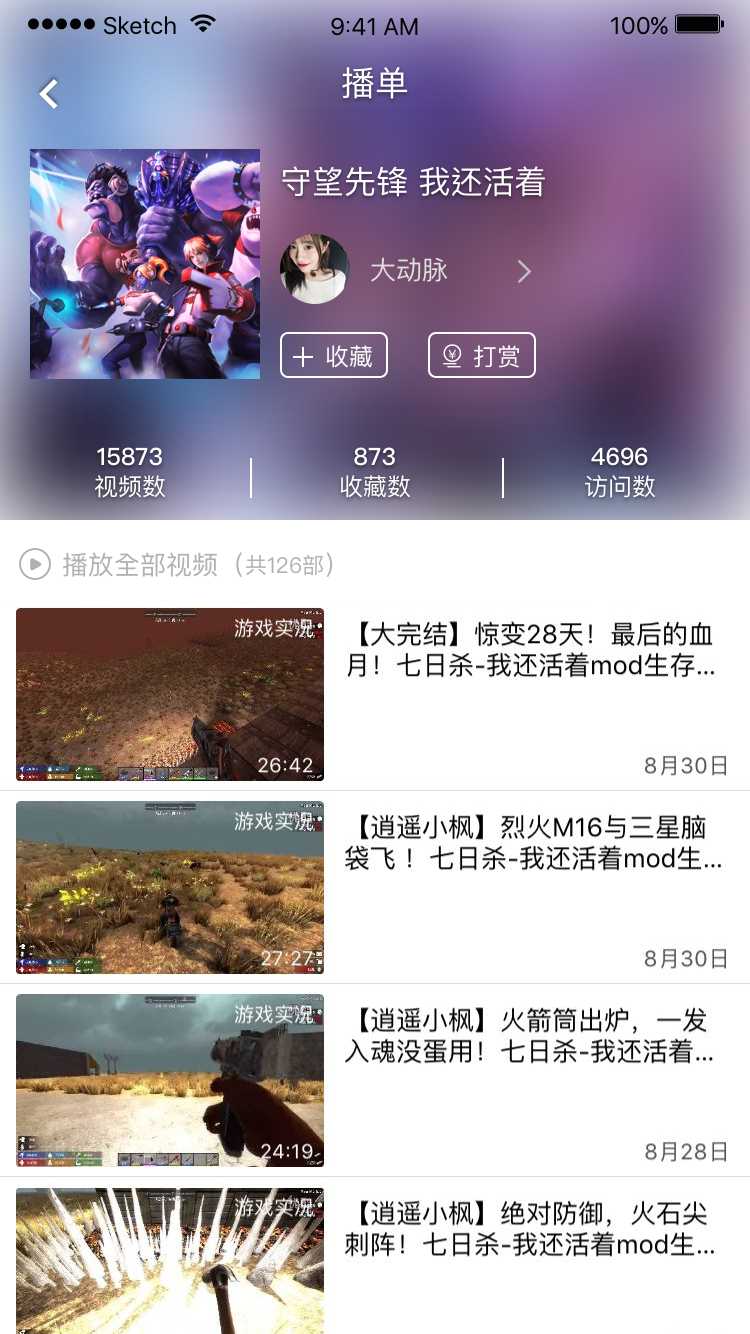 Sketch 9:41 AM 100%
播单
守望先锋 我还活着
大动脉
收藏 打赏
15873 873 4696
视频数 收藏数 访问数
播放全部视频（共126部）
游戏实况
【大完结】惊变28天！最后的血
月！七日杀-我还活着mod生存...
26:42
8月30日
游戏实况
【逍遥小枫】烈火M16与三星脑
袋飞 ！七日杀-我还活着mod生...
27:27
8月30日
游戏实况
【逍遥小枫】火箭筒出炉，一发
入魂没蛋用！七日杀-我还活着...
24:19
8月28日
游戏实况
【逍遥小枫】绝对防御，火石尖
刺阵！七日杀-我还活着mod生...